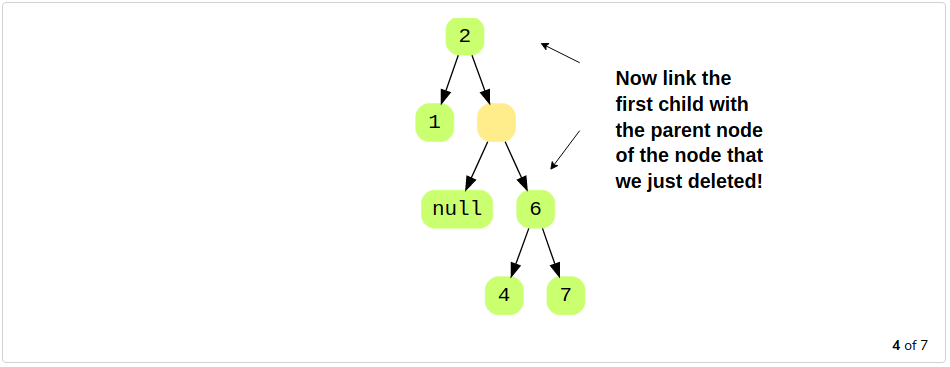 2
Now link the
first child with
1
the parent node
of the node that
we just deleted!
null
6
4
7
4 of 7